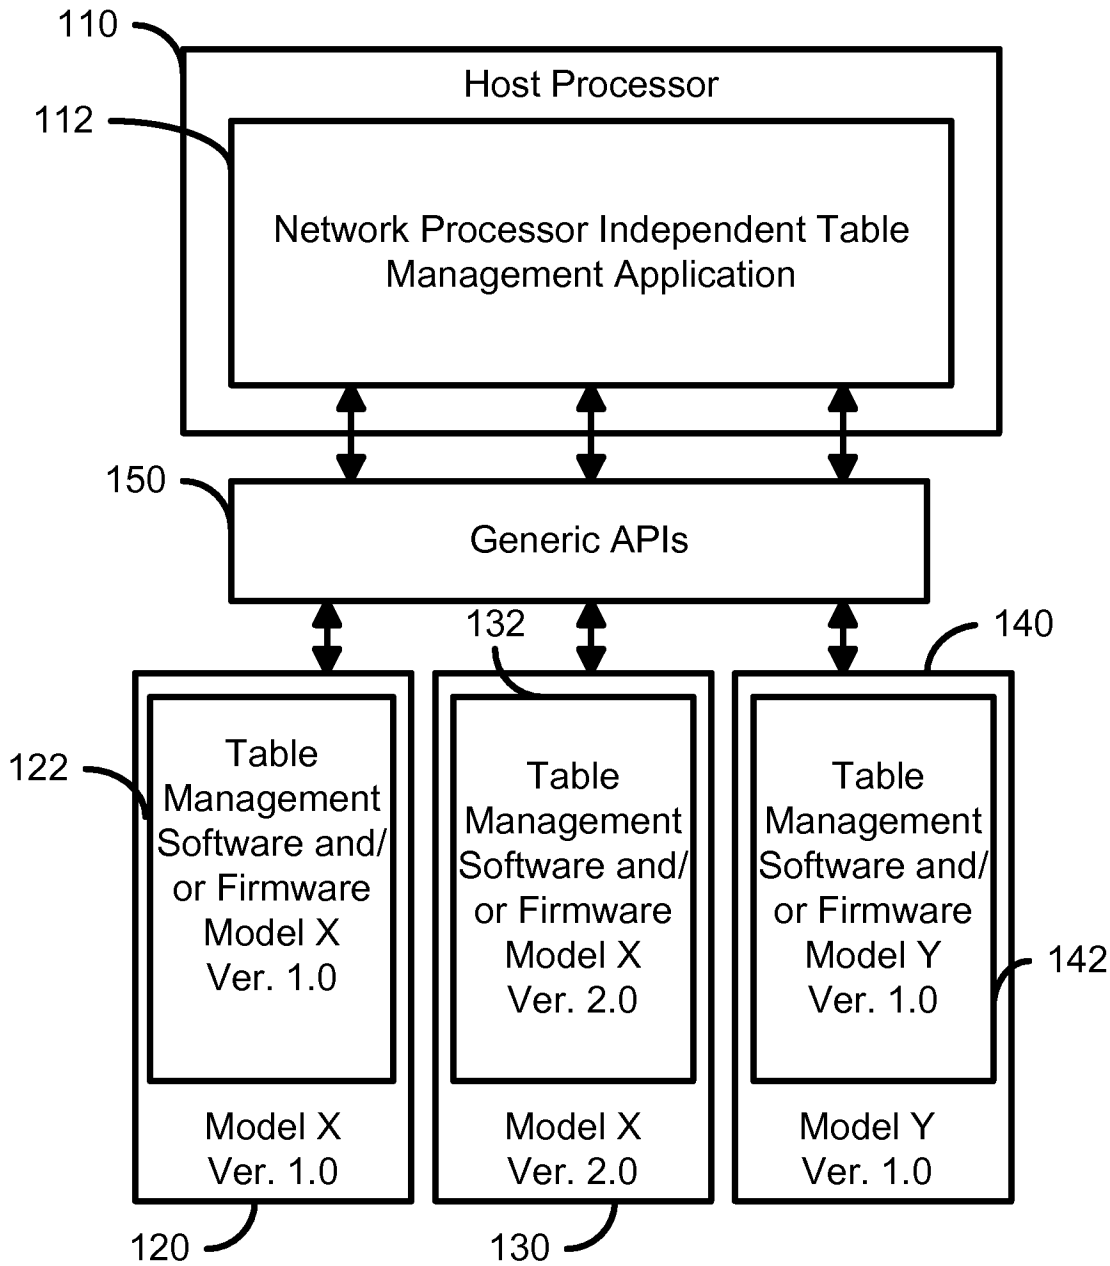 110
Host Processor
112
Network Processor Independent Table
Management Application
150
Generic APIs
132
140
122
Table
Management
Software and/
or Firmware
Model X
Ver. 1.0
Table
Management
Software and/
or Firmware
Model X
Ver. 2.0
Table
Management
Software and/
or Firmware
Model Y
Ver. 1.0
142
Model X
Ver. 1.0
Model X
Ver. 2.0
Model Y
Ver. 1.0
120
130